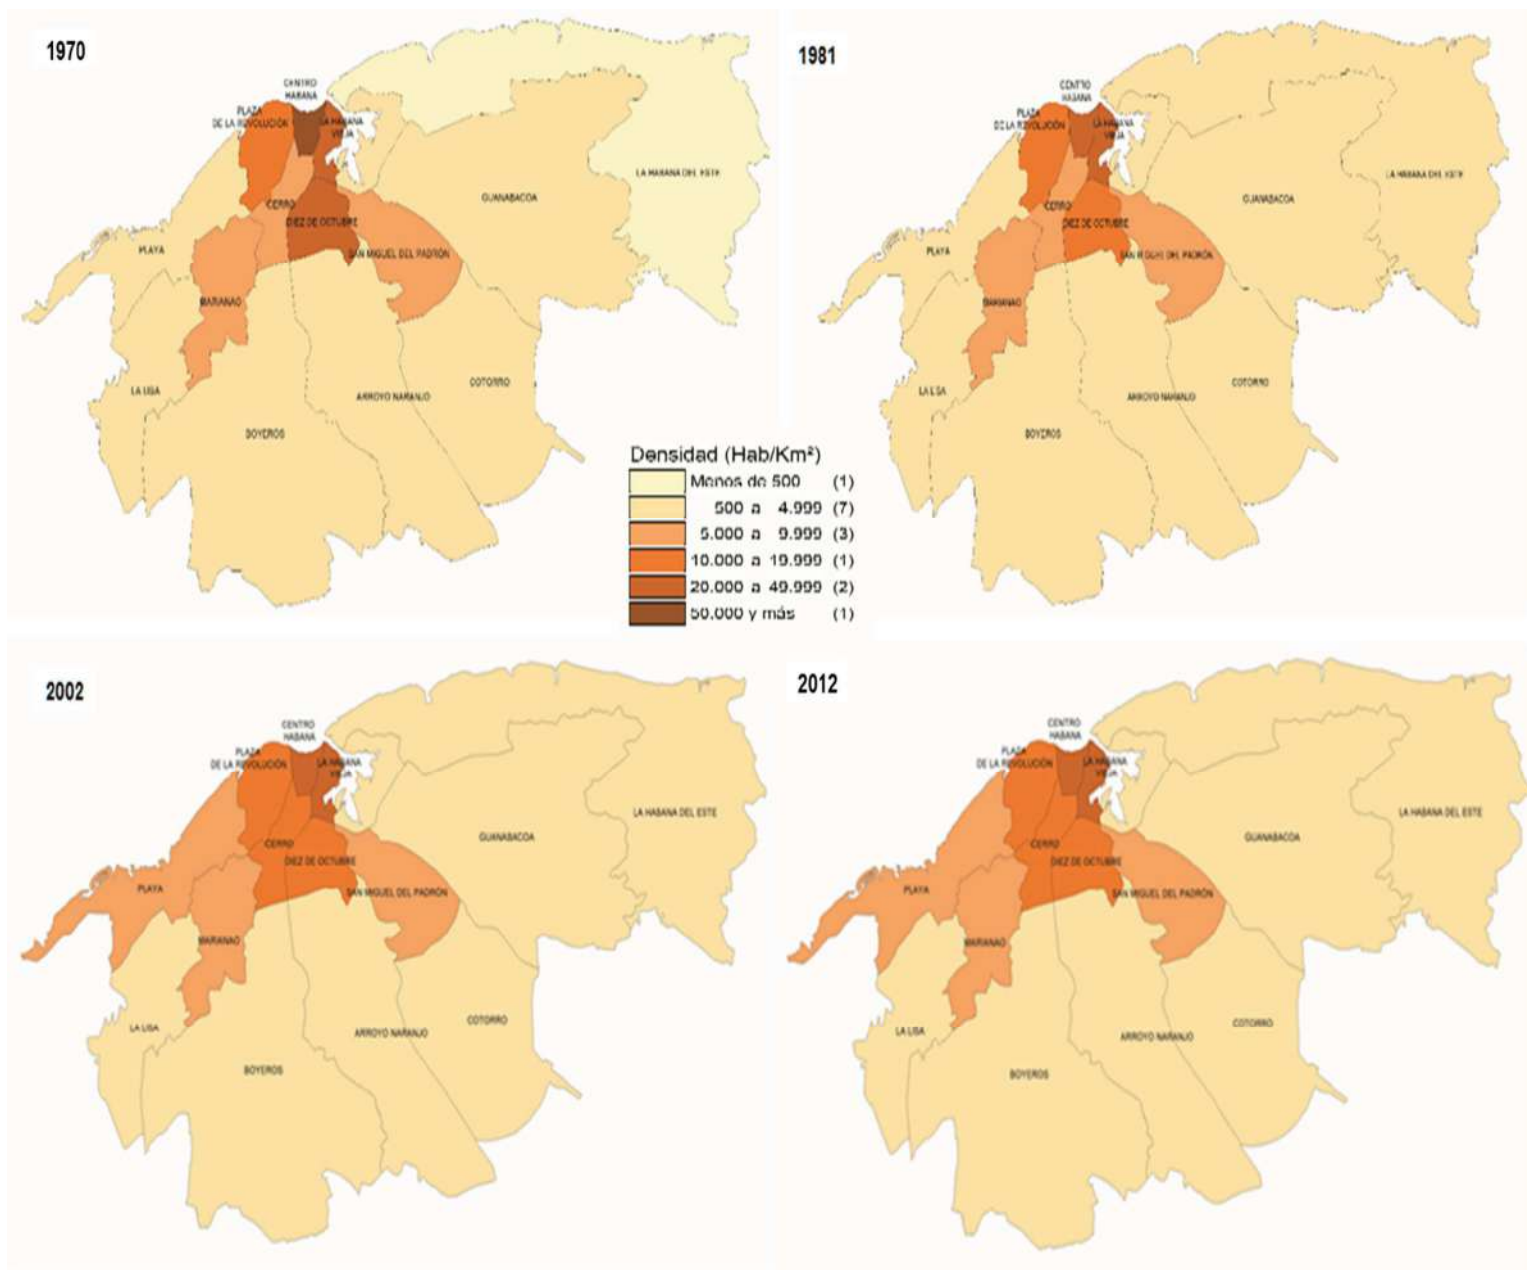 1970
CENTRO
HABANA
PLAZA
DE LA REVOLUCIÓN
LA HABANA
VIEJA
LA HABANA DEL ESTE
GUANABACOA
CERRO
DIEZ DE OCTUBRE
PLAYA
SAN MIGUEL DEL PADRÓN
MARIANAO
LA LISA
COTORRO
ARROYO NARANJO
BOYEROS
1981
CENTRO
HABANA
PLAZA
DE LA REVOLUCIÓN
LA HABANA
VIEJA
LA HABANA DEL ESTE
GUANABACOA
CERRO
DIEZ DE OCTUBRE
PLAYA
SAN MIGUEL DEL PADRÓN
MARIANAO
LA LISA
COTORRO
ARROYO NARANJO
BOYEROS
Densidad (Hab/Km²)
Menos de 500 (1)
500 a 4.999 (7)
5.000 a 9.999 (3)
10.000 a 19.999 (1)
20.000 a 49.999 (2)
50.000 y más (1)
2002
CENTRO
HABANA
PLAZA
DE LA REVOLUCIÓN
LA HABANA
VIEJA
LA HABANA DEL ESTE
GUANABACOA
CERRO
DIEZ DE OCTUBRE
PLAYA
SAN MIGUEL DEL PADRÓN
MARIANAO
LA LISA
COTORRO
ARROYO NARANJO
BOYEROS
2012
CENTRO
HABANA
PLAZA
DE LA REVOLUCIÓN
LA HABANA
VIEJA
LA HABANA DEL ESTE
GUANABACOA
CERRO
DIEZ DE OCTUBRE
PLAYA
SAN MIGUEL DEL PADRÓN
MARIANAO
LA LISA
COTORRO
ARROYO NARANJO
BOYEROS